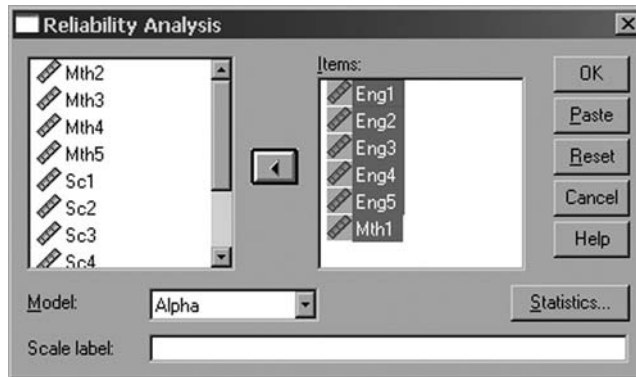 Reliability Analysis
Mth2
Mth3
Mth4
Mth5
Sc1
Sc2
Sc3
Sc4
Items:
Eng1
Eng2
Eng3
Eng4
Eng5
Mth1
OK
Paste
Reset
Cancel
Help
Model:
Alpha
Statistics...
Scale label: